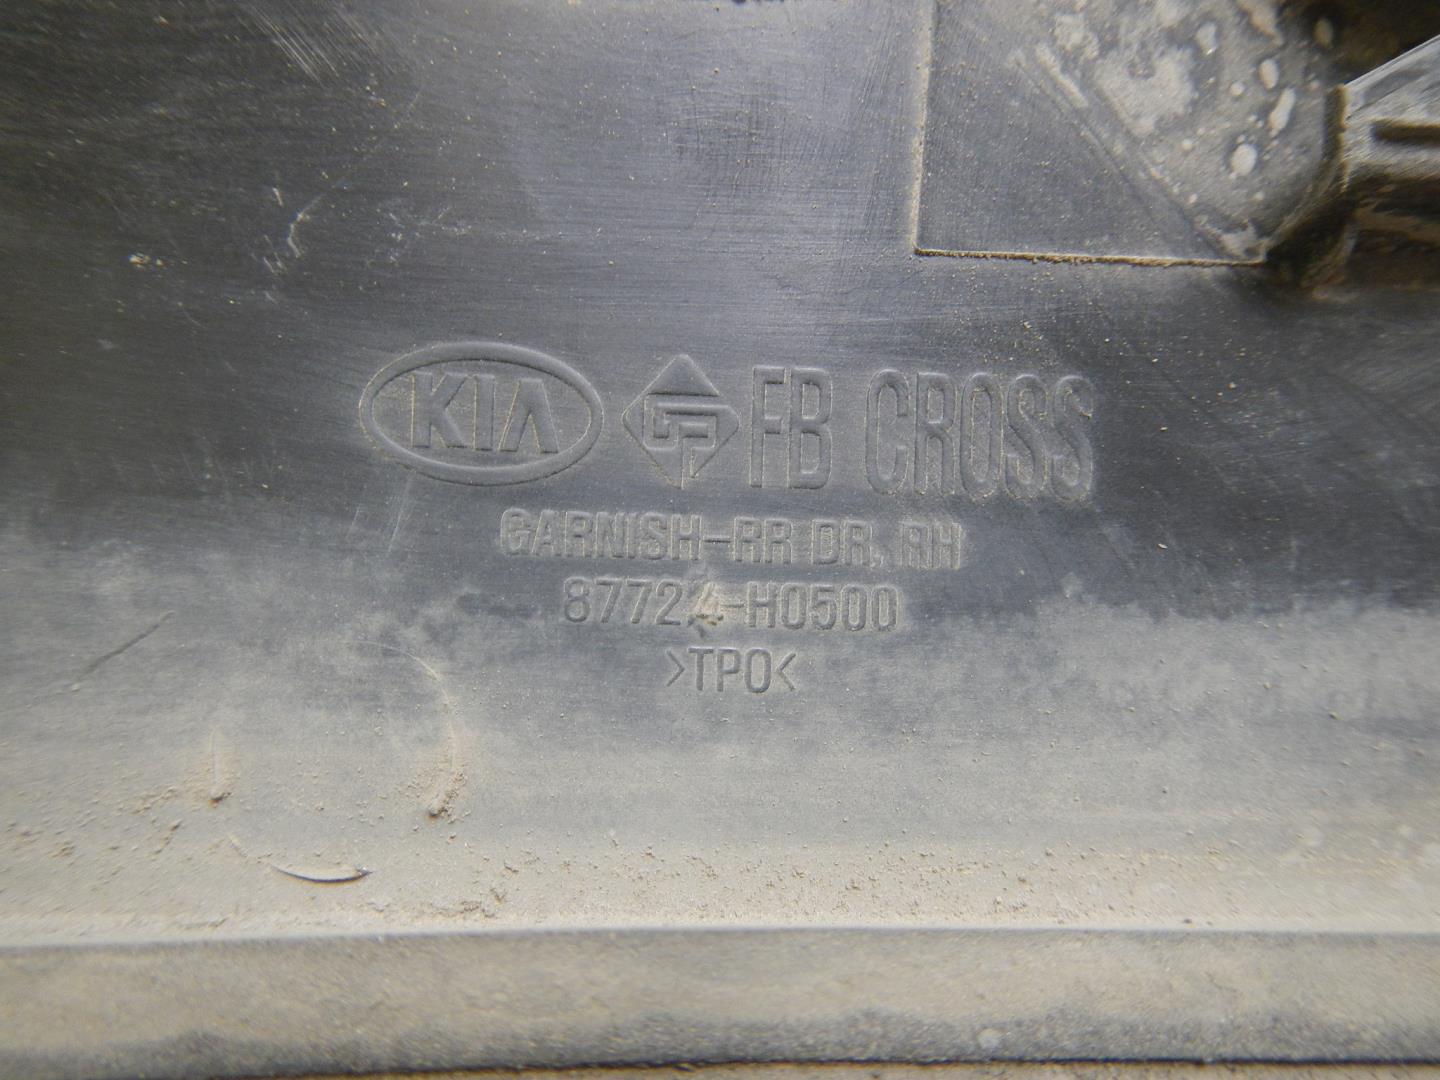 KIA FB CROSS
GARNISH-RR DR, RH
87724-H0500
>TPO<